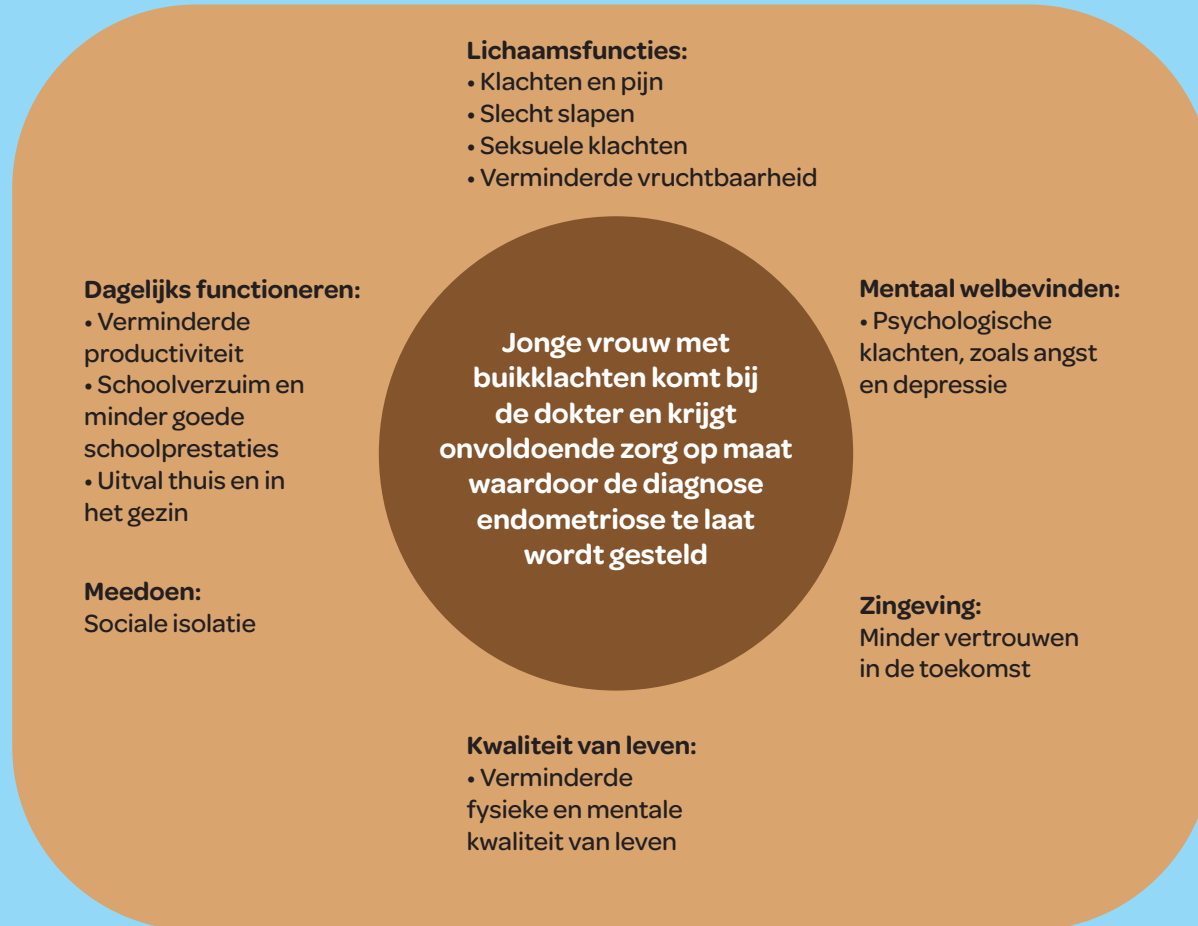 Lichaamsfuncties:
• Klachten en pijn
• Slecht slapen
• Seksuele klachten
• Verminderde vruchtbaarheid
Dagelijks functioneren:
• Verminderde
productiviteit
• Schoolverzuim en
minder goede
schoolprestaties
• Uitval thuis en in
het gezin
Meedoen:
Sociale isolatie
Jonge vrouw met
buikklachten komt bij
de dokter en krijgt
onvoldoende zorg op maat
waardoor de diagnose
endometriose te laat
wordt gesteld
Mentaal welbevinden:
• Psychologische
klachten, zoals angst
en depressie
Zingeving:
Minder vertrouwen
in de toekomst
Kwaliteit van leven:
• Verminderde
fysieke en mentale
kwaliteit van leven